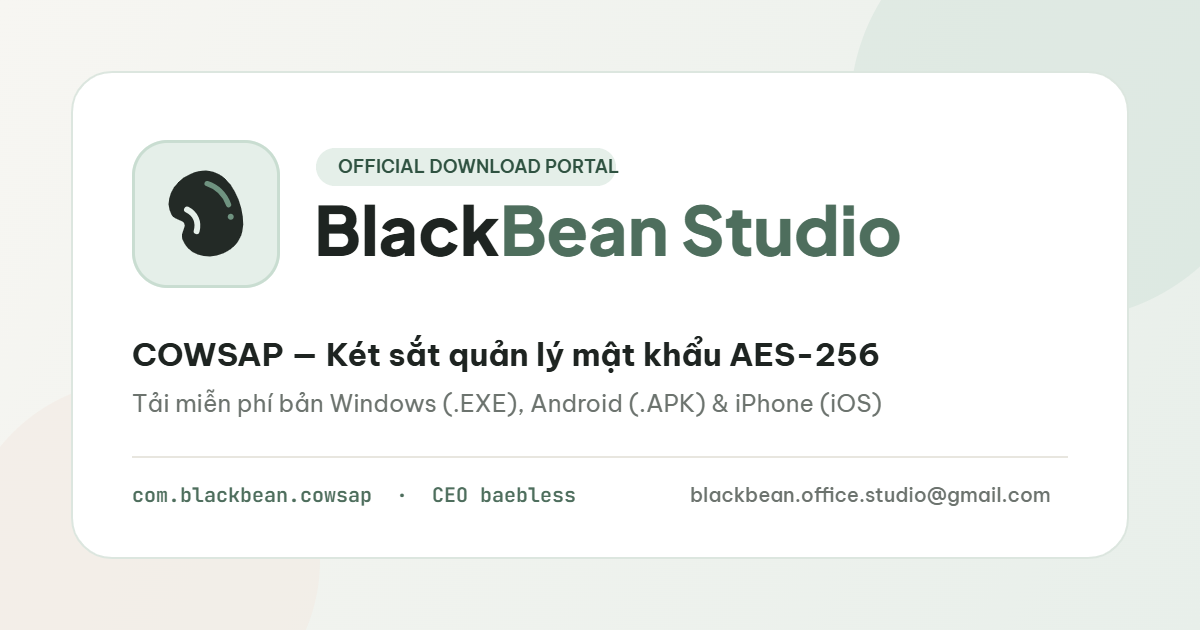 OFFICIAL DOWNLOAD PORTAL
BlackBean Studio
COWSAP — Két sắt quản lý mật khẩu AES-256
Tải miễn phí bản Windows (.EXE), Android (.APK) & iPhone (iOS)
com.blackbean.cowsap · CEO baebless blackbean.office.studio@gmail.com